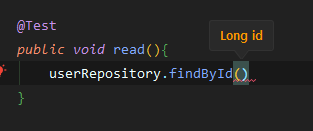 @Test
Long id
public void read(){
userRepository.findById()
}